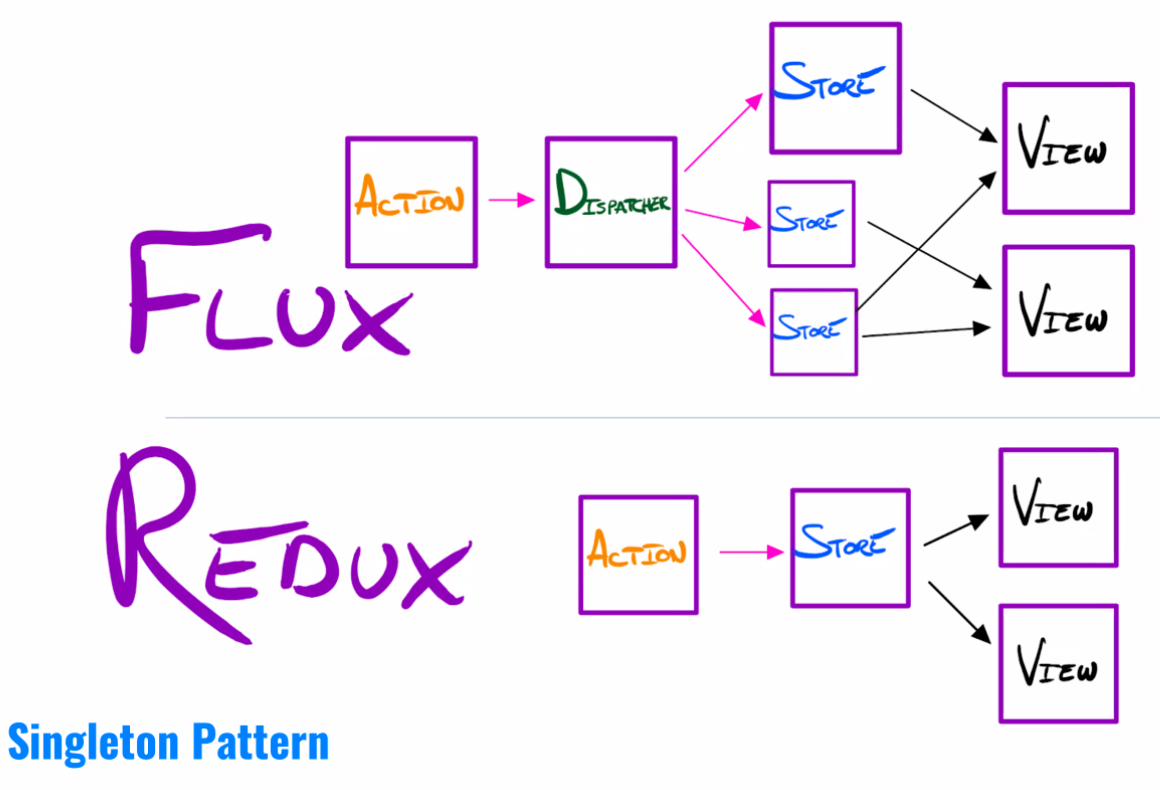 STORE
VIEW
ACTION
DISPATCHER
STORE
FLUX
STORE
VIEW
REDUX
ACTION
STORE
VIEW
VIEW
Singleton Pattern